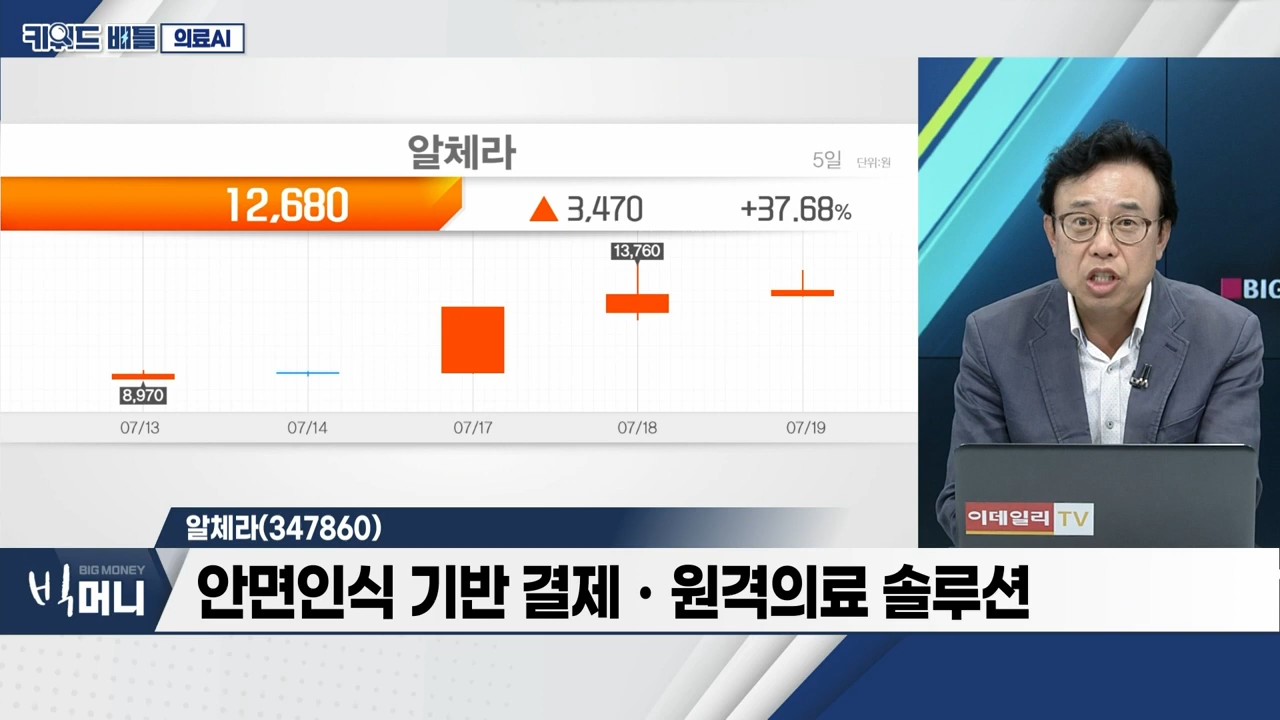 키워드 배틀 의료AI
알체라
5일 단위:원
12,680 ▲ 3,470 +37.68%
13,760
8,970
07/13 07/14 07/17 07/18 07/19
BIG
이데일리 TV
알체라(347860)
BIG MONEY
빅머니
안면인식 기반 결제 · 원격의료 솔루션